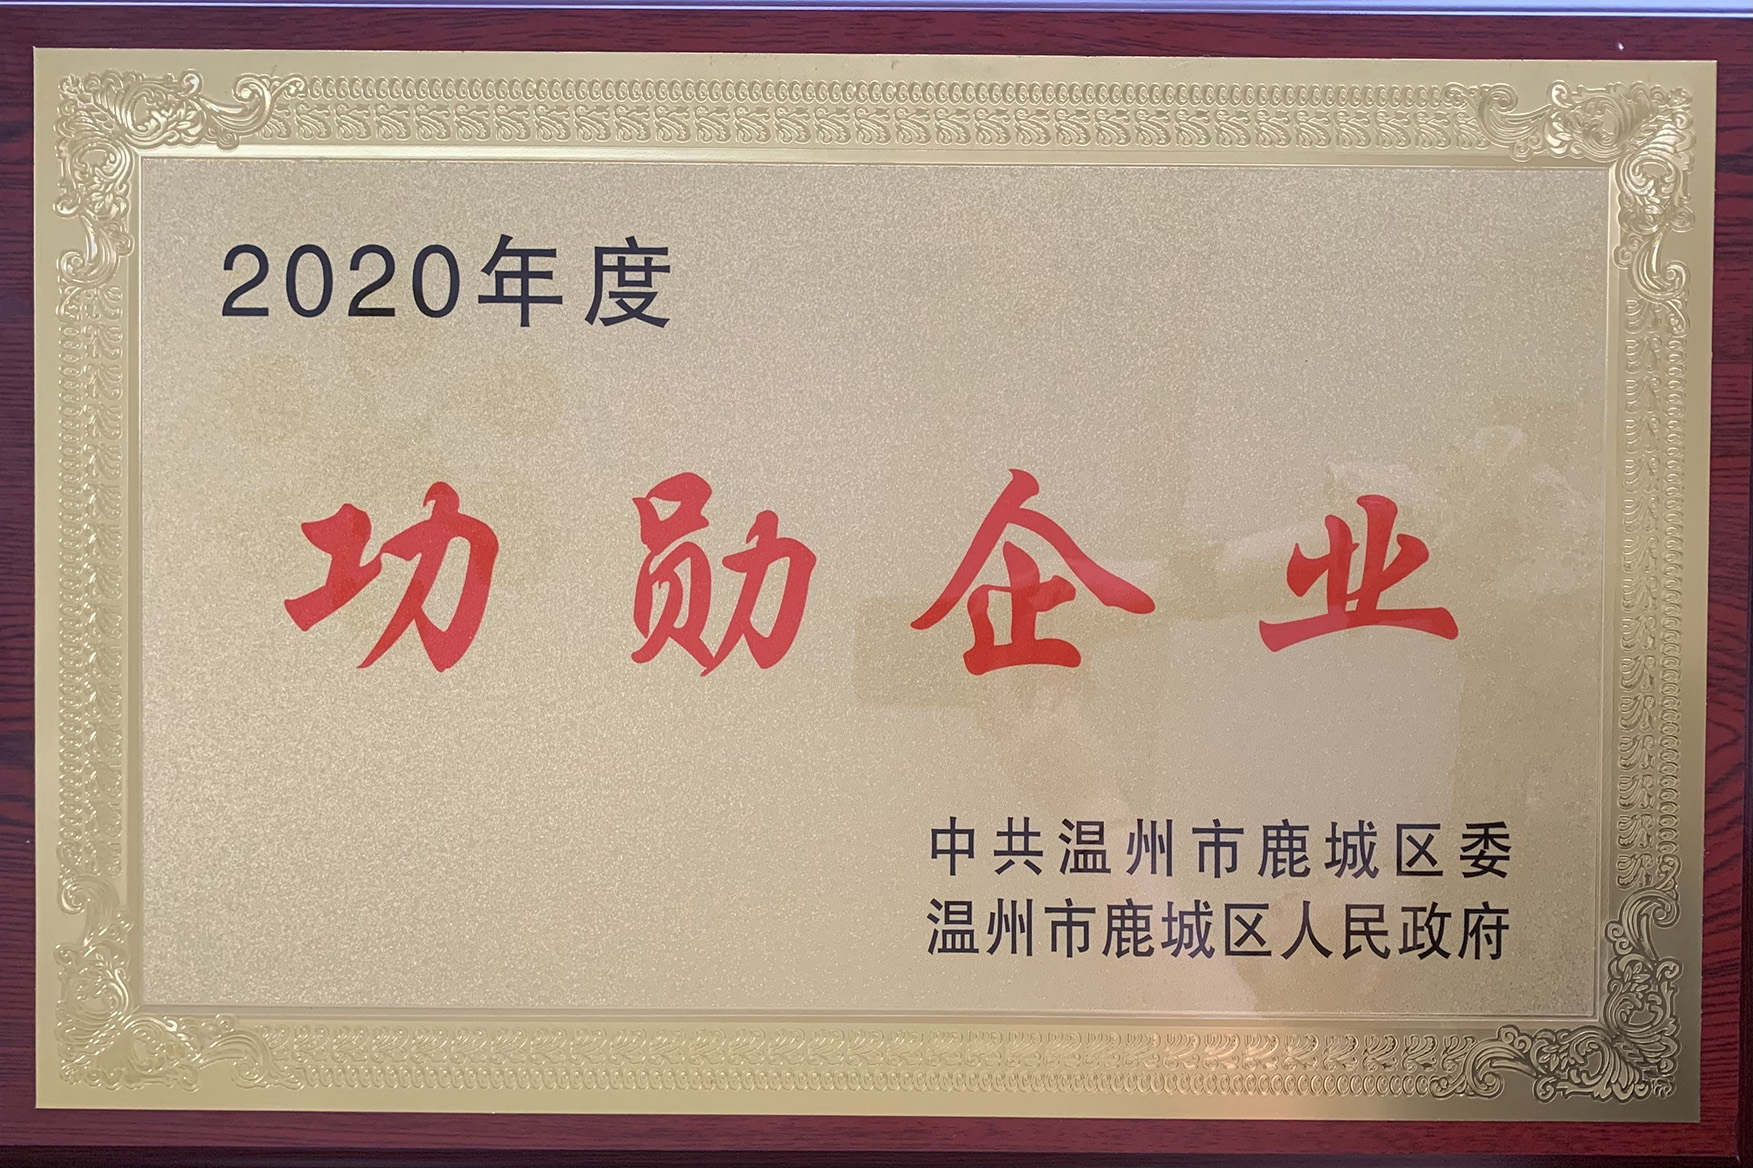 2020年度
功勋企业
中共温州市鹿城区委
温州市鹿城区人民政府